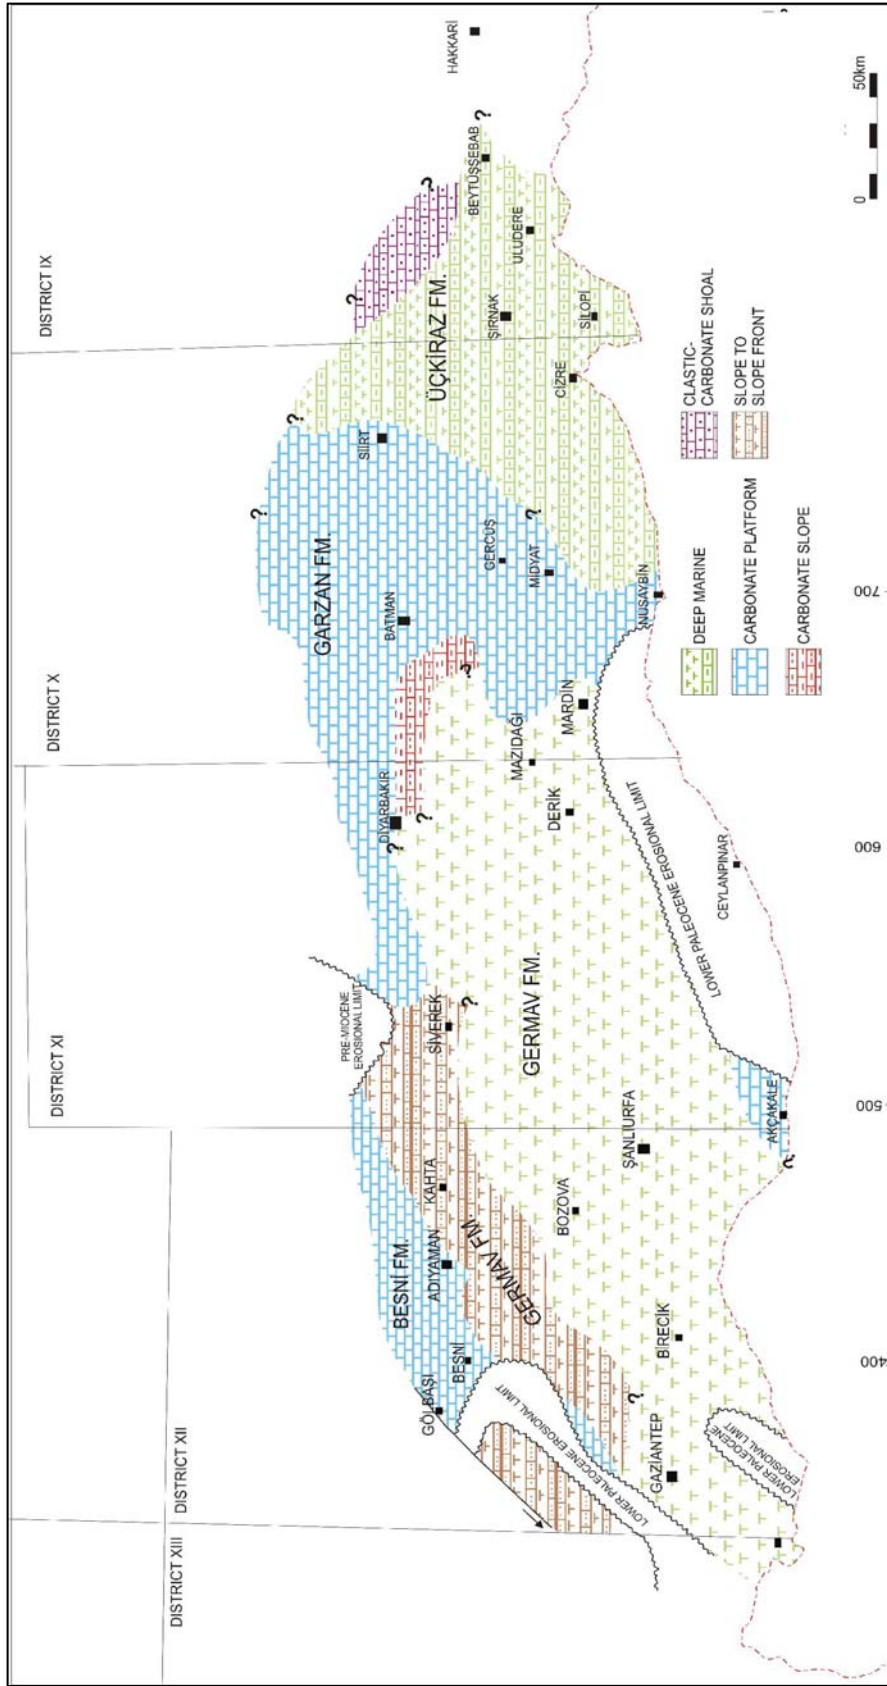 DISTRICT XIII
DISTRICT XII
DISTRICT XI
DISTRICT X
DISTRICT IX
HAKKARİ
BEYTÜŞŞEBAB
ULUDERE
ŞIRNAK
SİLOPİ
CİZRE
ÜÇKİRAZ FM.
SİİRT
GARZAN FM.
BATMAN
GERCÜŞ
MİDYAT
NUSAYBİN
MARDİN
MAZIDAĞI
DERİK
DİYARBAKIR
CEYLANPINAR
LOWER PALEOCENE EROSIONAL LIMIT
PRE-MIOCENE
EROSIONAL LIMIT
SİVEREK
GERMAV FM.
ŞANLIURFA
AKÇAKALE
BOZOVA
KAHTA
ADIYAMAN
BESNİ FM.
GERMAV FM.
BESNİ
GÖLBAŞI
BİRECİK
GAZİANTEP
LOWER PALEOCENE EROSIONAL LIMIT
LOWER PALEOCENE
EROSIONAL LIMIT
?
?
?
?
?
?
?
?
?
?
?
?
DEEP MARINE
CARBONATE PLATFORM
CARBONATE SLOPE
CLASTIC-
CARBONATE SHOAL
SLOPE TO
SLOPE FRONT
0 50km
400
500
600
700